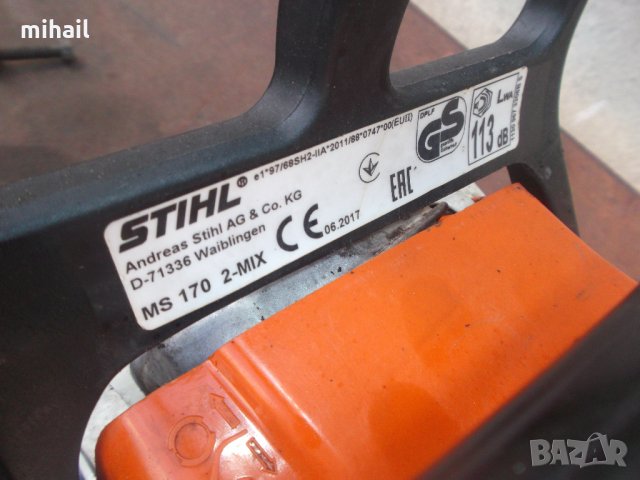 mihail
STIHL®
e1*97/68SH2-IIA*2011/88*0747*00(EUII)
Andreas Stihl AG & Co. KG
D-71336 Waiblingen
MS 170 2-MIX
CE 06.2017
EAC
DPLF
GS
LWA
113 dB
BAZAR